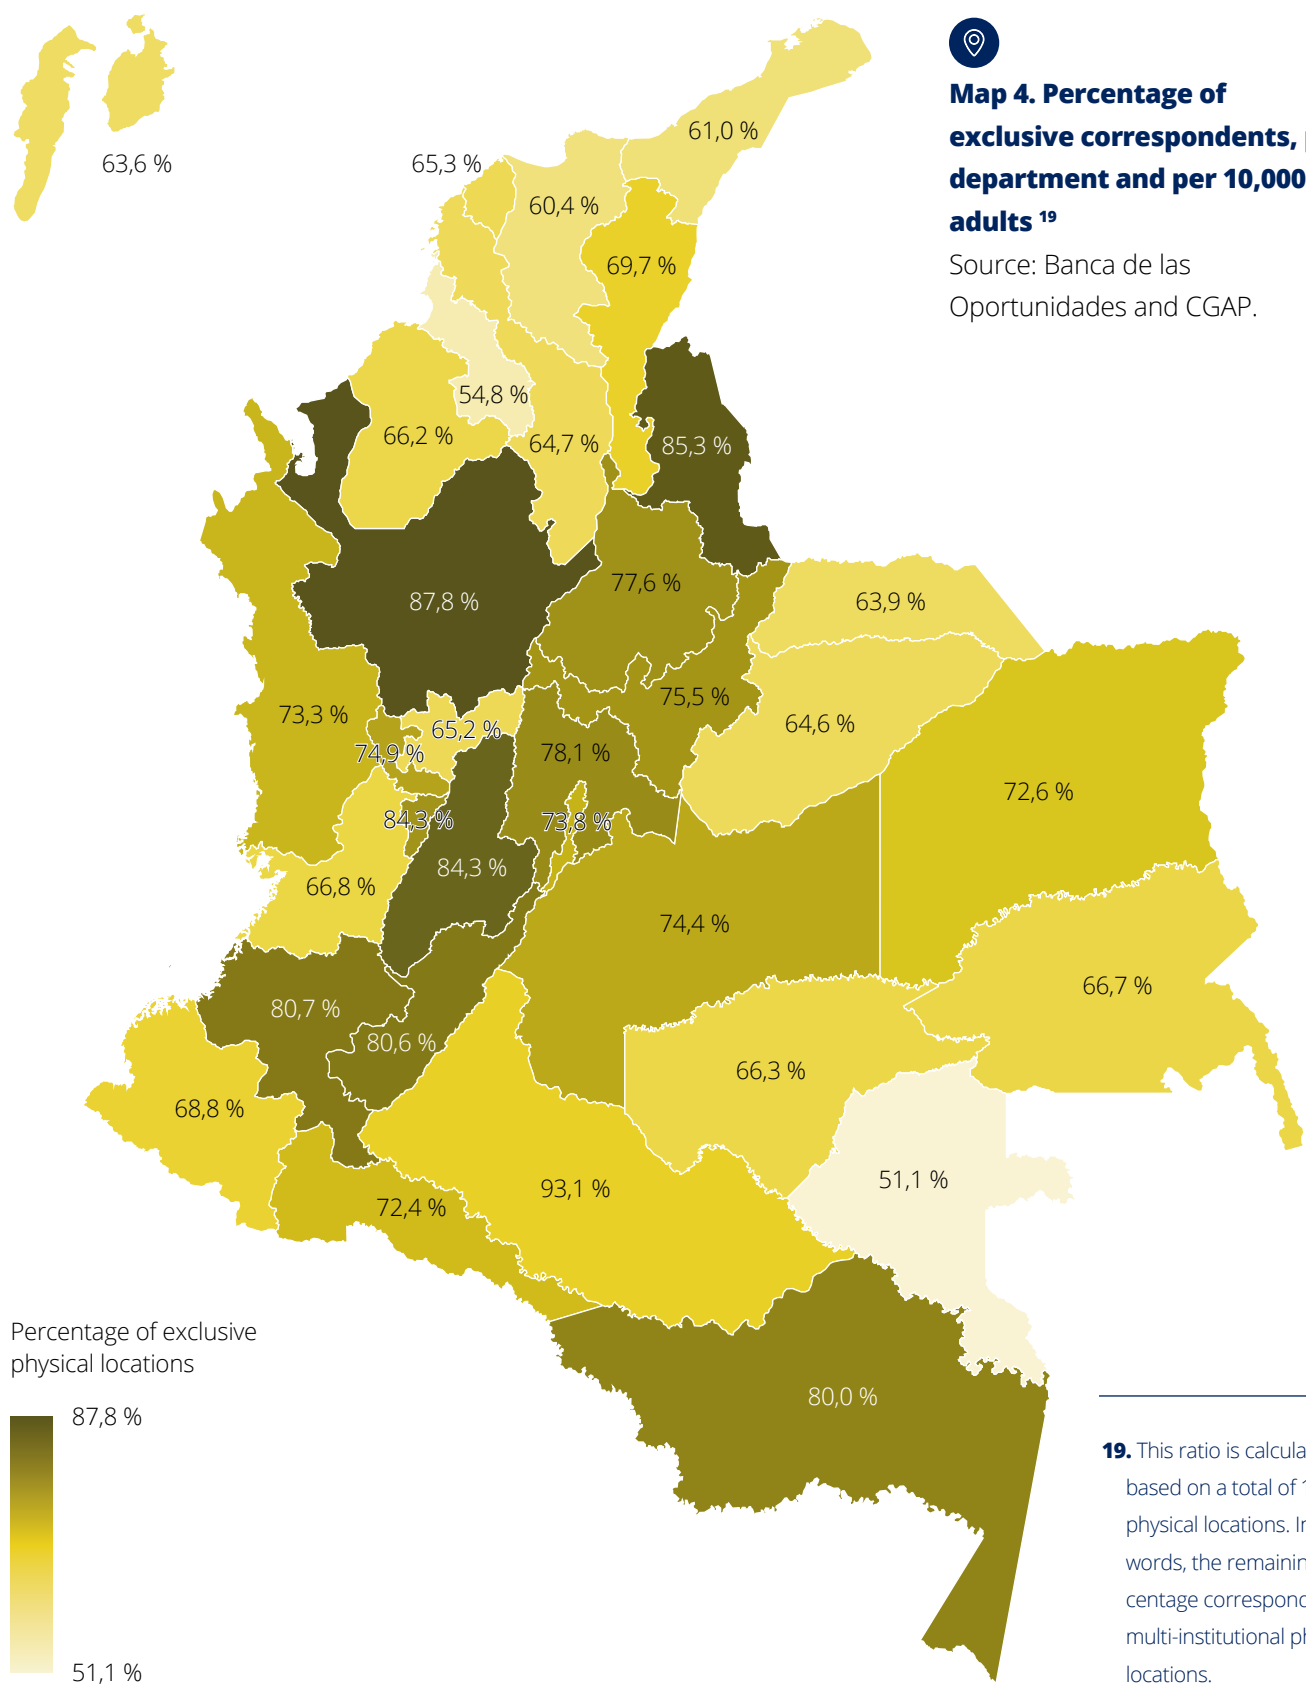 Map 4. Percentage of
exclusive correspondents,
department and per 10,000
adults 19
Source: Banca de las
Oportunidades and CGAP.
63,6 %
65,3 %
61,0 %
60,4 %
69,7 %
54,8 %
66,2 %
64,7 %
85,3 %
77,6 %
87,8 %
63,9 %
75,5 %
73,3 %
65,2 %
64,6 %
74,9 %
78,1 %
72,6 %
84,3 %
73,8 %
84,3 %
66,8 %
74,4 %
66,7 %
80,7 %
80,6 %
66,3 %
68,8 %
51,1 %
93,1 %
72,4 %
80,0 %
Percentage of exclusive
physical locations
87,8 %
51,1 %
19. This ratio is calcula
based on a total of
physical locations. In
words, the remainin
centage correspond
multi-institutional ph
locations.